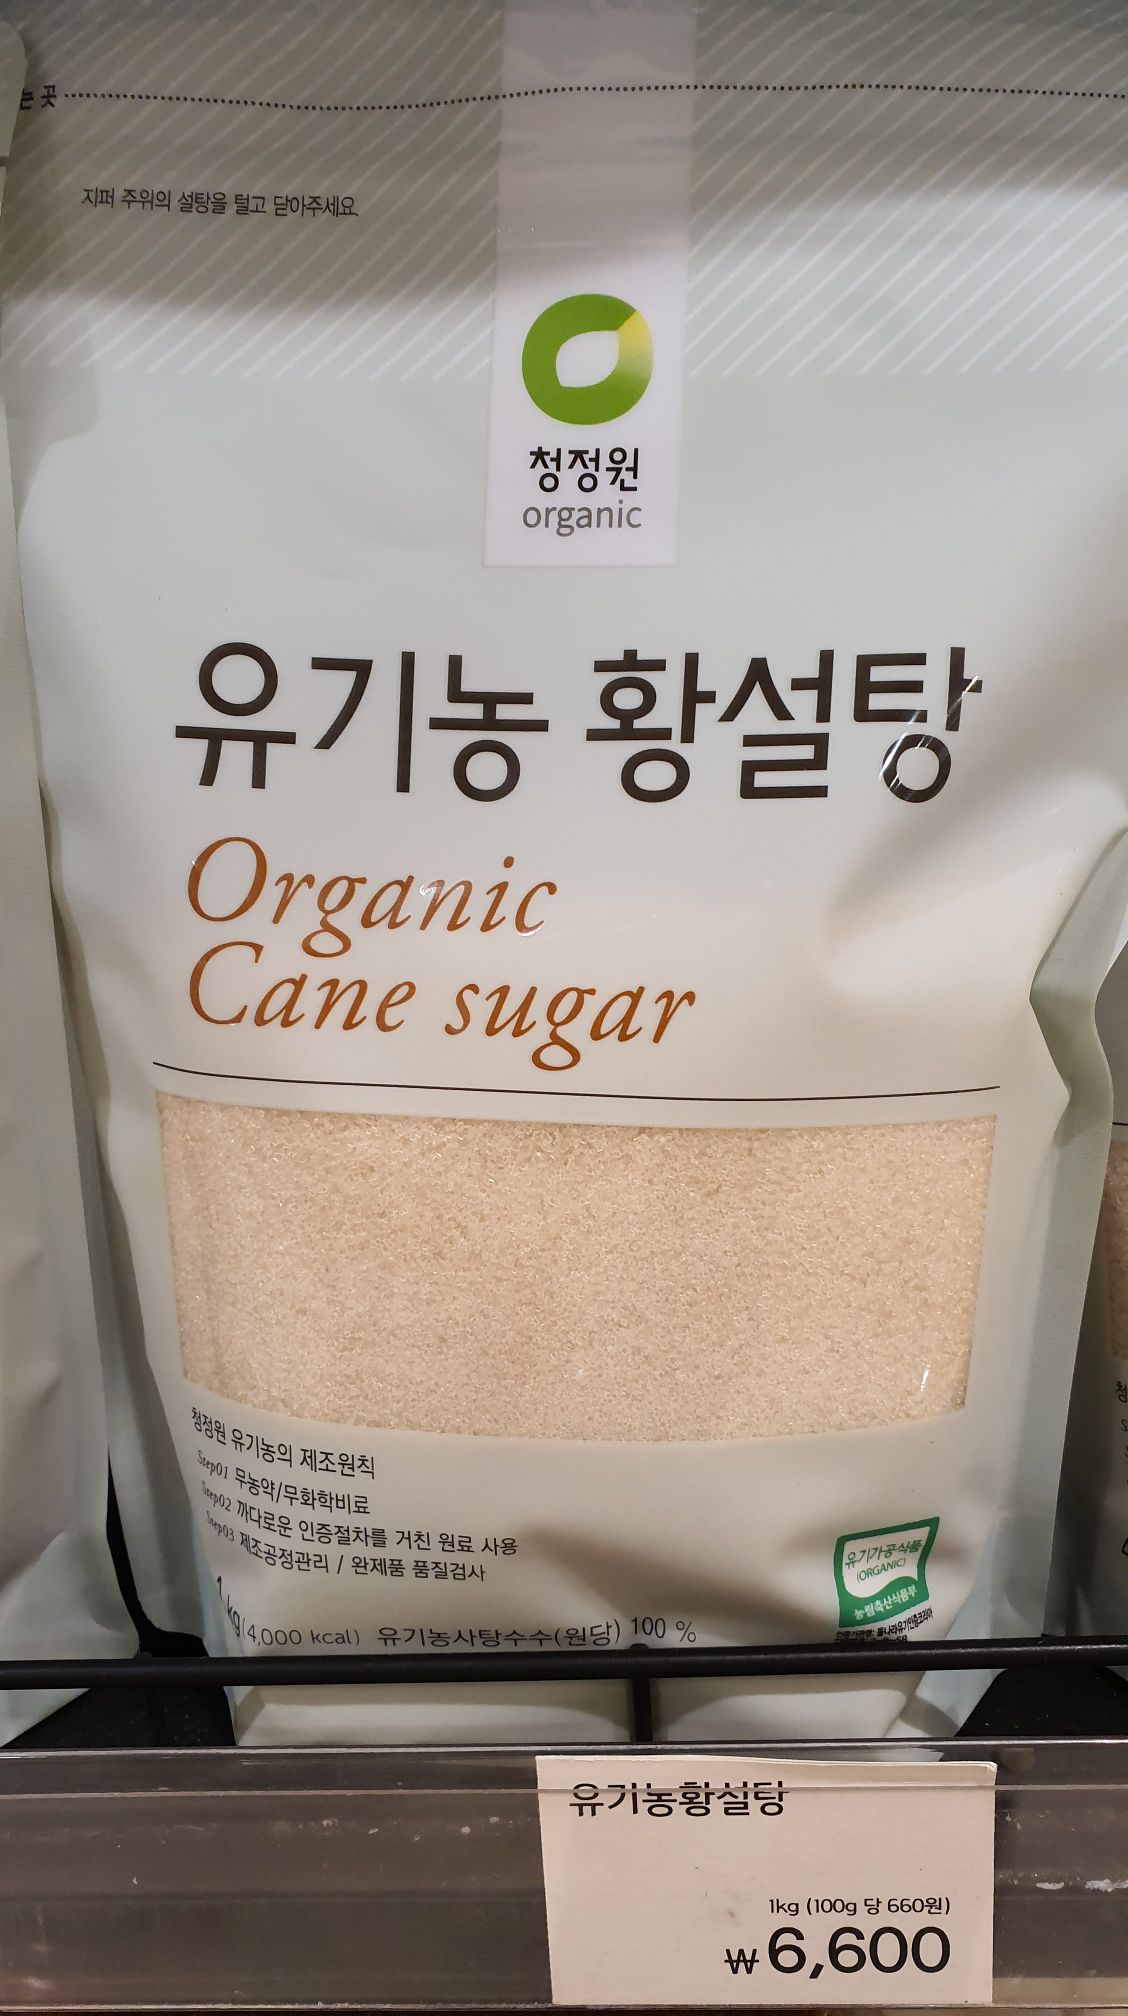 는 곳
지퍼 주위의 설탕을 털고 닫아주세요.
청정원
organic
유기농 황설탕
Organic
Cane sugar
청정원 유기농의 제조원칙
Step01 무농약/무화학비료
Step02 까다로운 인증절차를 거친 원료 사용
Step03 제조공정관리 / 완제품 품질검사
유기가공식품
(ORGANIC)
농림축산식품부
1 kg(4,000 kcal) 유기농사탕수수(원당) 100 %
유기농황설탕
1kg (100g 당 660원)
₩6,600